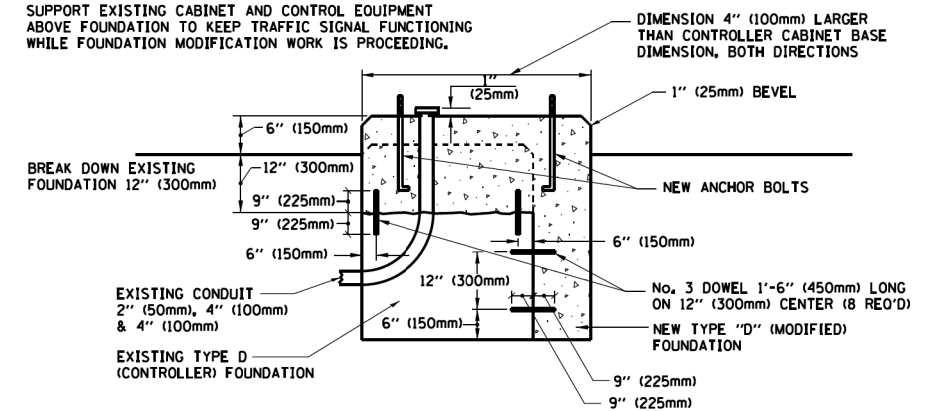 SUPPORT EXISTING CABINET AND CONTROL EQUIPMENT
ABOVE FOUNDATION TO KEEP TRAFFIC SIGNAL FUNCTIONING
WHILE FOUNDATION MODIFICATION WORK IS PROCEEDING.
DIMENSION 4" (100mm) LARGER
THAN CONTROLLER CABINET BASE
DIMENSION, BOTH DIRECTIONS
1"
(25mm)
1" (25mm) BEVEL
6" (150mm)
BREAK DOWN EXISTING
FOUNDATION 12" (300mm)
12" (300mm)
NEW ANCHOR BOLTS
9" (225mm)
9" (225mm)
6" (150mm)
6" (150mm)
12" (300mm)
No. 3 DOWEL 1'-6" (450mm) LONG
ON 12" (300mm) CENTER (8 REQ'D)
EXISTING CONDUIT
2" (50mm), 4" (100mm)
& 4" (100mm)
6" (150mm)
NEW TYPE "D" (MODIFIED)
FOUNDATION
EXISTING TYPE D
(CONTROLLER) FOUNDATION
9" (225mm)
9" (225mm)